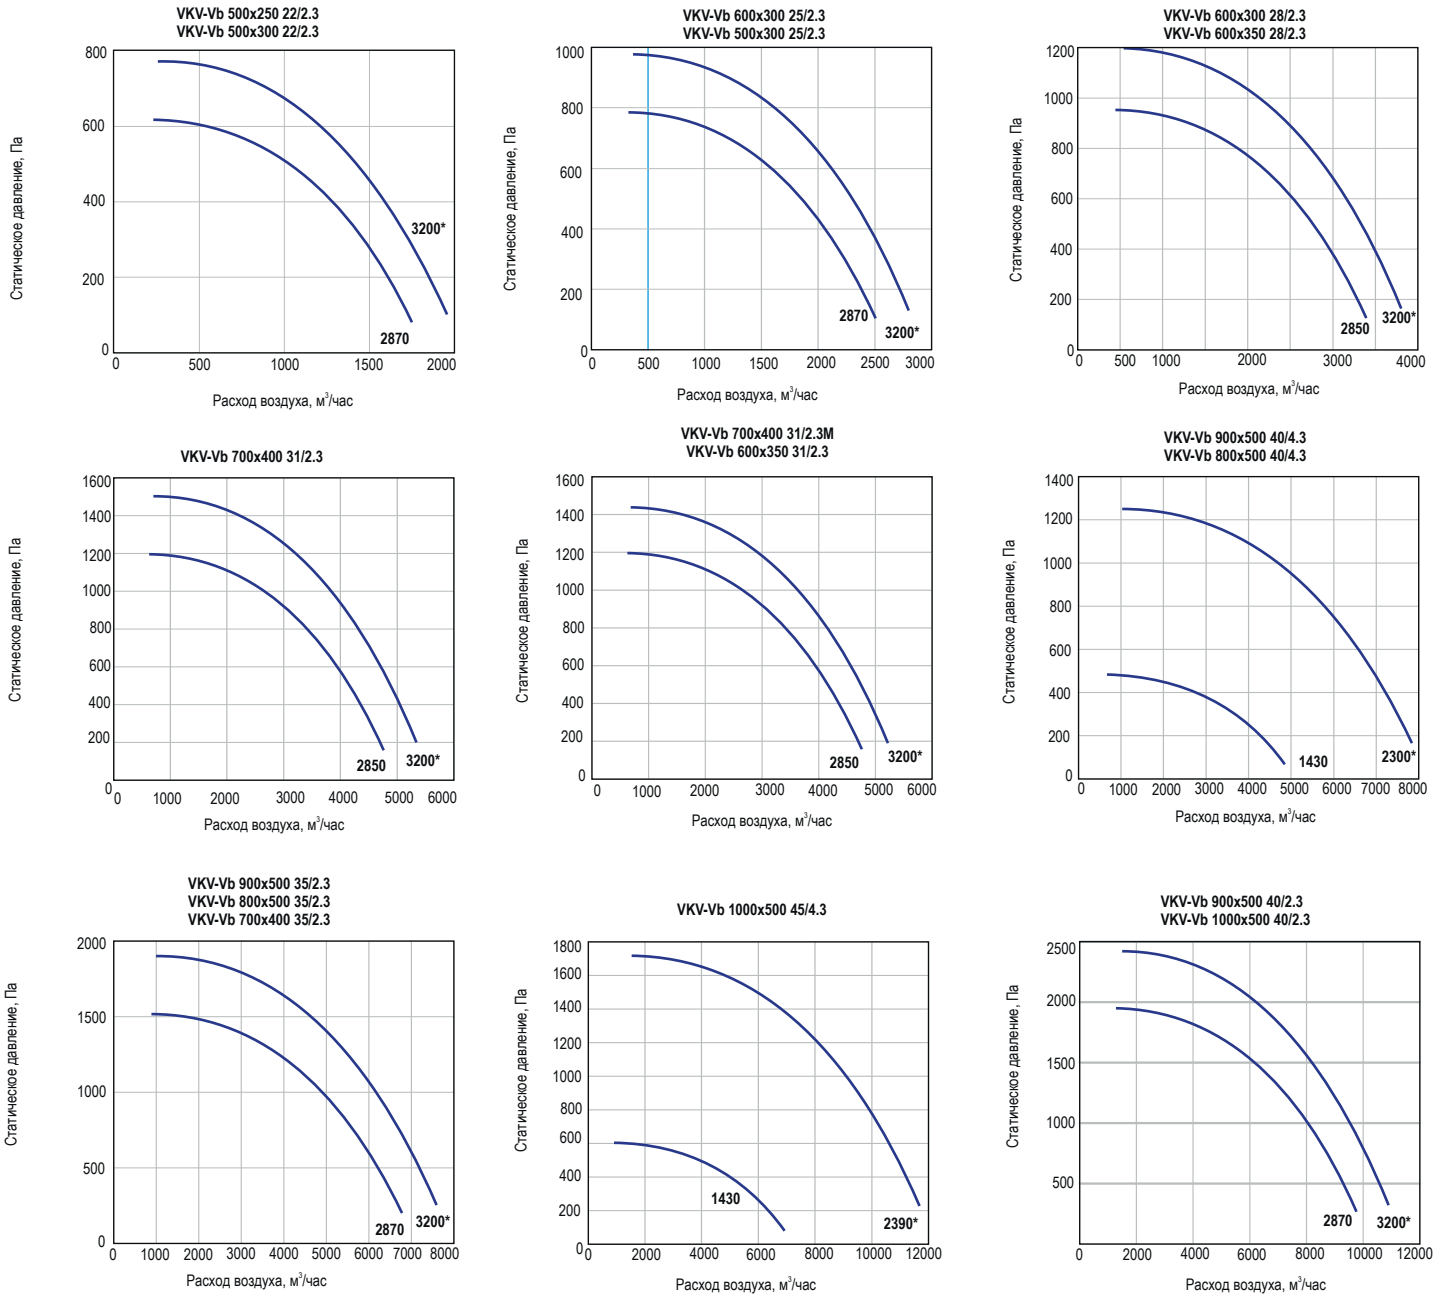 VKV-Vb 500x250 22/2.3
VKV-Vb 500x300 22/2.3
800
600
400
200
0
Статическое давление, Па
3200*
2870
0 500 1000 1500 2000
Расход воздуха, м³/час
VKV-Vb 600x300 25/2.3
VKV-Vb 500x300 25/2.3
1000
800
600
400
200
0
Статическое давление, Па
2870
3200*
0 500 1000 1500 2000 2500 3000
Расход воздуха, м³/час
VKV-Vb 600x300 28/2.3
VKV-Vb 600x350 28/2.3
1200
1000
800
600
400
200
0
Статическое давление, Па
3200*
2850
0 500 1000 2000 3000 4000
Расход воздуха, м³/час
VKV-Vb 700x400 31/2.3
1600
1400
1200
1000
800
600
400
200
0
Статическое давление, Па
3200*
2850
0 1000 2000 3000 4000 5000 6000
Расход воздуха, м³/час
VKV-Vb 700x400 31/2.3M
VKV-Vb 600x350 31/2.3
1600
1400
1200
1000
800
600
400
200
0
Статическое давление, Па
3200*
2850
0 1000 2000 3000 4000 5000 6000
Расход воздуха, м³/час
VKV-Vb 900x500 40/4.3
VKV-Vb 800x500 40/4.3
1400
1200
1000
800
600
400
200
0
Статическое давление, Па
1430
2300*
0 1000 2000 3000 4000 5000 6000 7000 8000
Расход воздуха, м³/час
VKV-Vb 900x500 35/2.3
VKV-Vb 800x500 35/2.3
VKV-Vb 700x400 35/2.3
2000
1500
1000
500
0
Статическое давление, Па
3200*
2870
0 1000 2000 3000 4000 5000 6000 7000 8000
Расход воздуха, м³/час
VKV-Vb 1000x500 45/4.3
1800
1600
1400
1200
1000
800
600
400
200
0
Статическое давление, Па
1430
2390*
0 2000 4000 6000 8000 10000 12000
Расход воздуха, м³/час
VKV-Vb 900x500 40/2.3
VKV-Vb 1000x500 40/2.3
2500
2000
1500
1000
500
Статическое давление, Па
2870
3200*
0 2000 4000 6000 8000 10000 12000
Расход воздуха, м³/час